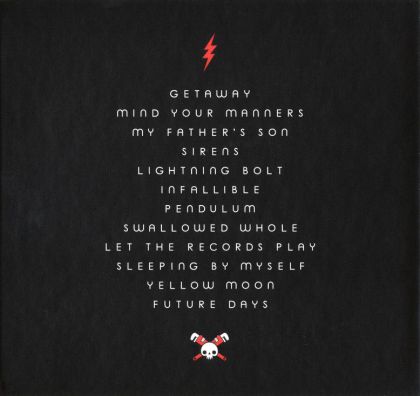 GETAWAY
MIND YOUR MANNERS
MY FATHER'S SON
SIRENS
LIGHTNING BOLT
INFALLIBLE
PENDULUM
SWALLOWED WHOLE
LET THE RECORDS PLAY
SLEEPING BY MYSELF
YELLOW MOON
FUTURE DAYS